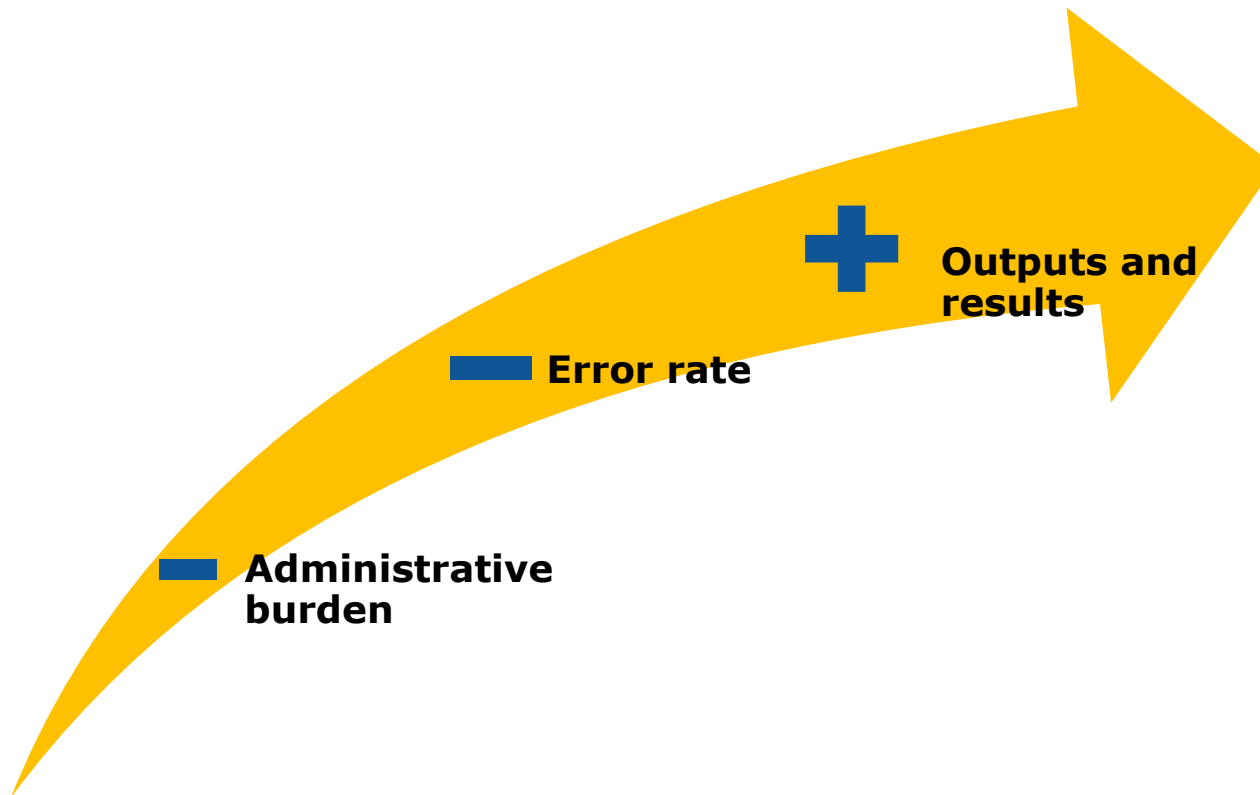 Outputs and
results
Error rate
Administrative
burden